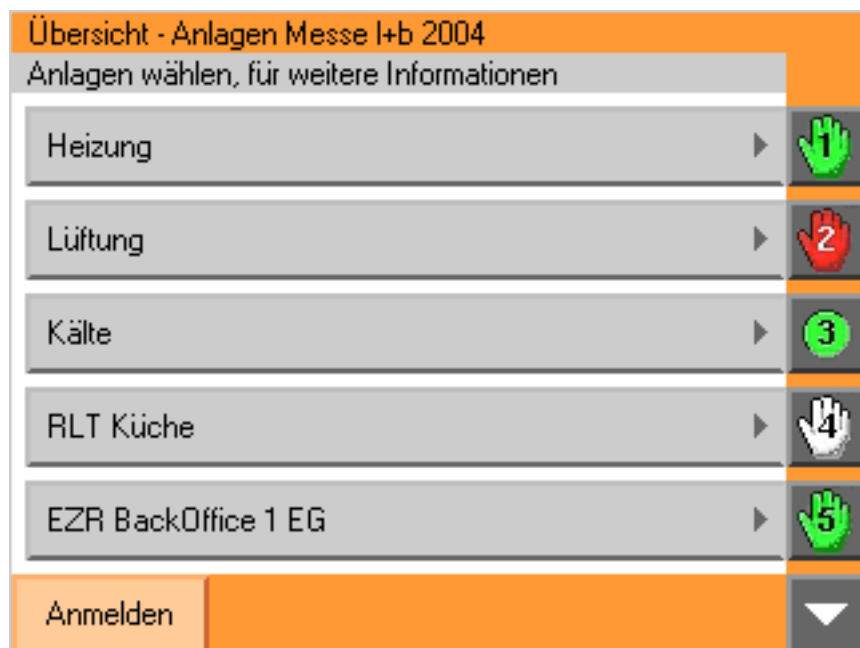 Übersicht - Anlagen Messe l+b 2004
Anlagen wählen, für weitere Informationen
Heizung 1
Lüftung 2
Kälte 3
RLT Küche 4
EZR BackOffice 1 EG 5
Anmelden